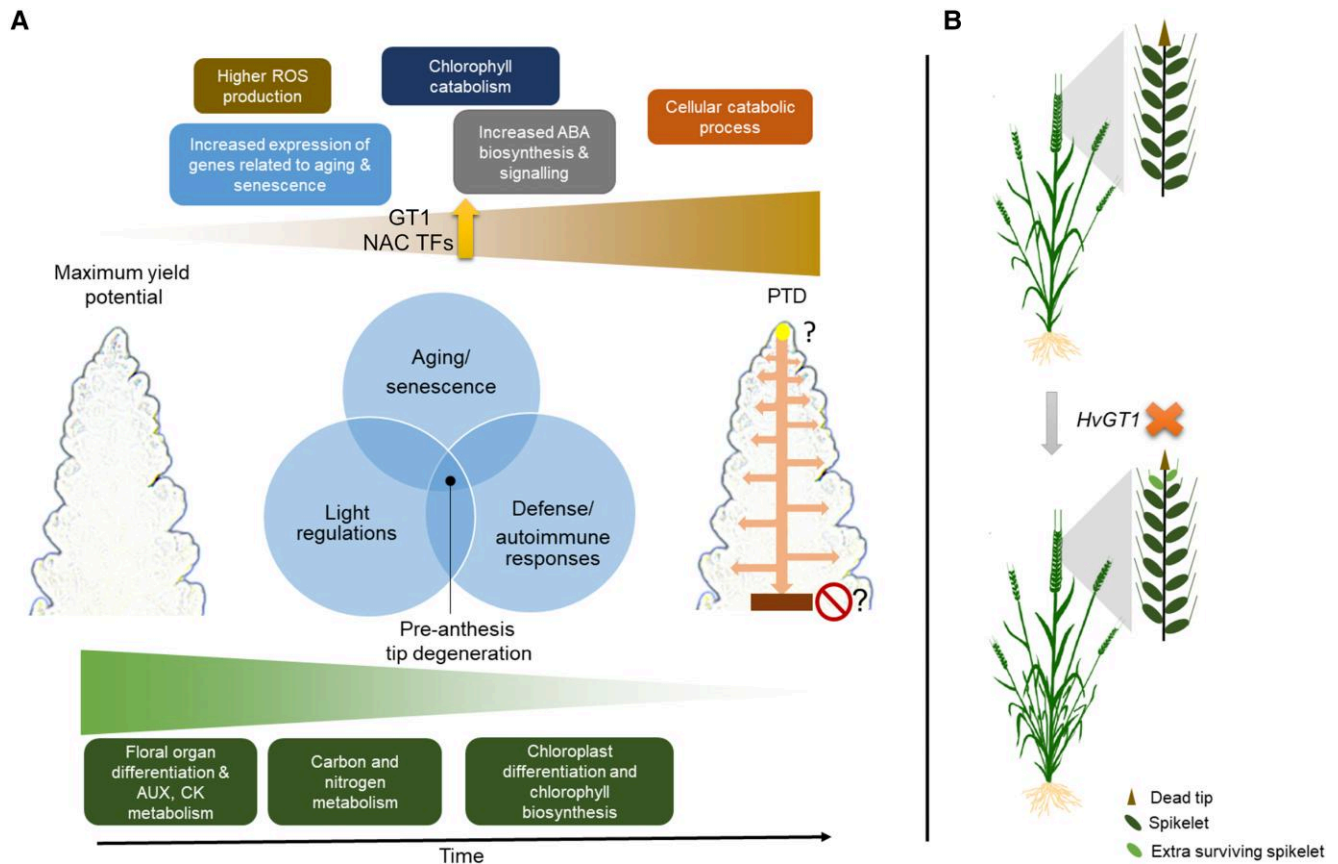 A
Higher ROS
production
Chlorophyll
catabolism
Cellular catabolic
process
Increased expression of
genes related to aging &
senescence
Increased ABA
biosynthesis &
signalling
GT1
NAC TFs
Maximum yield
potential
PTD
?
Aging/
senescence
Light
regulations
Defense/
autoimmune
responses
?
Pre-anthesis
tip degeneration
Floral organ
differentiation &
AUX, CK
metabolism
Carbon and
nitrogen
metabolism
Chloroplast
differentiation and
chlorophyll
biosynthesis
Time
B
HvGT1
Dead tip
Spikelet
Extra surviving spikelet